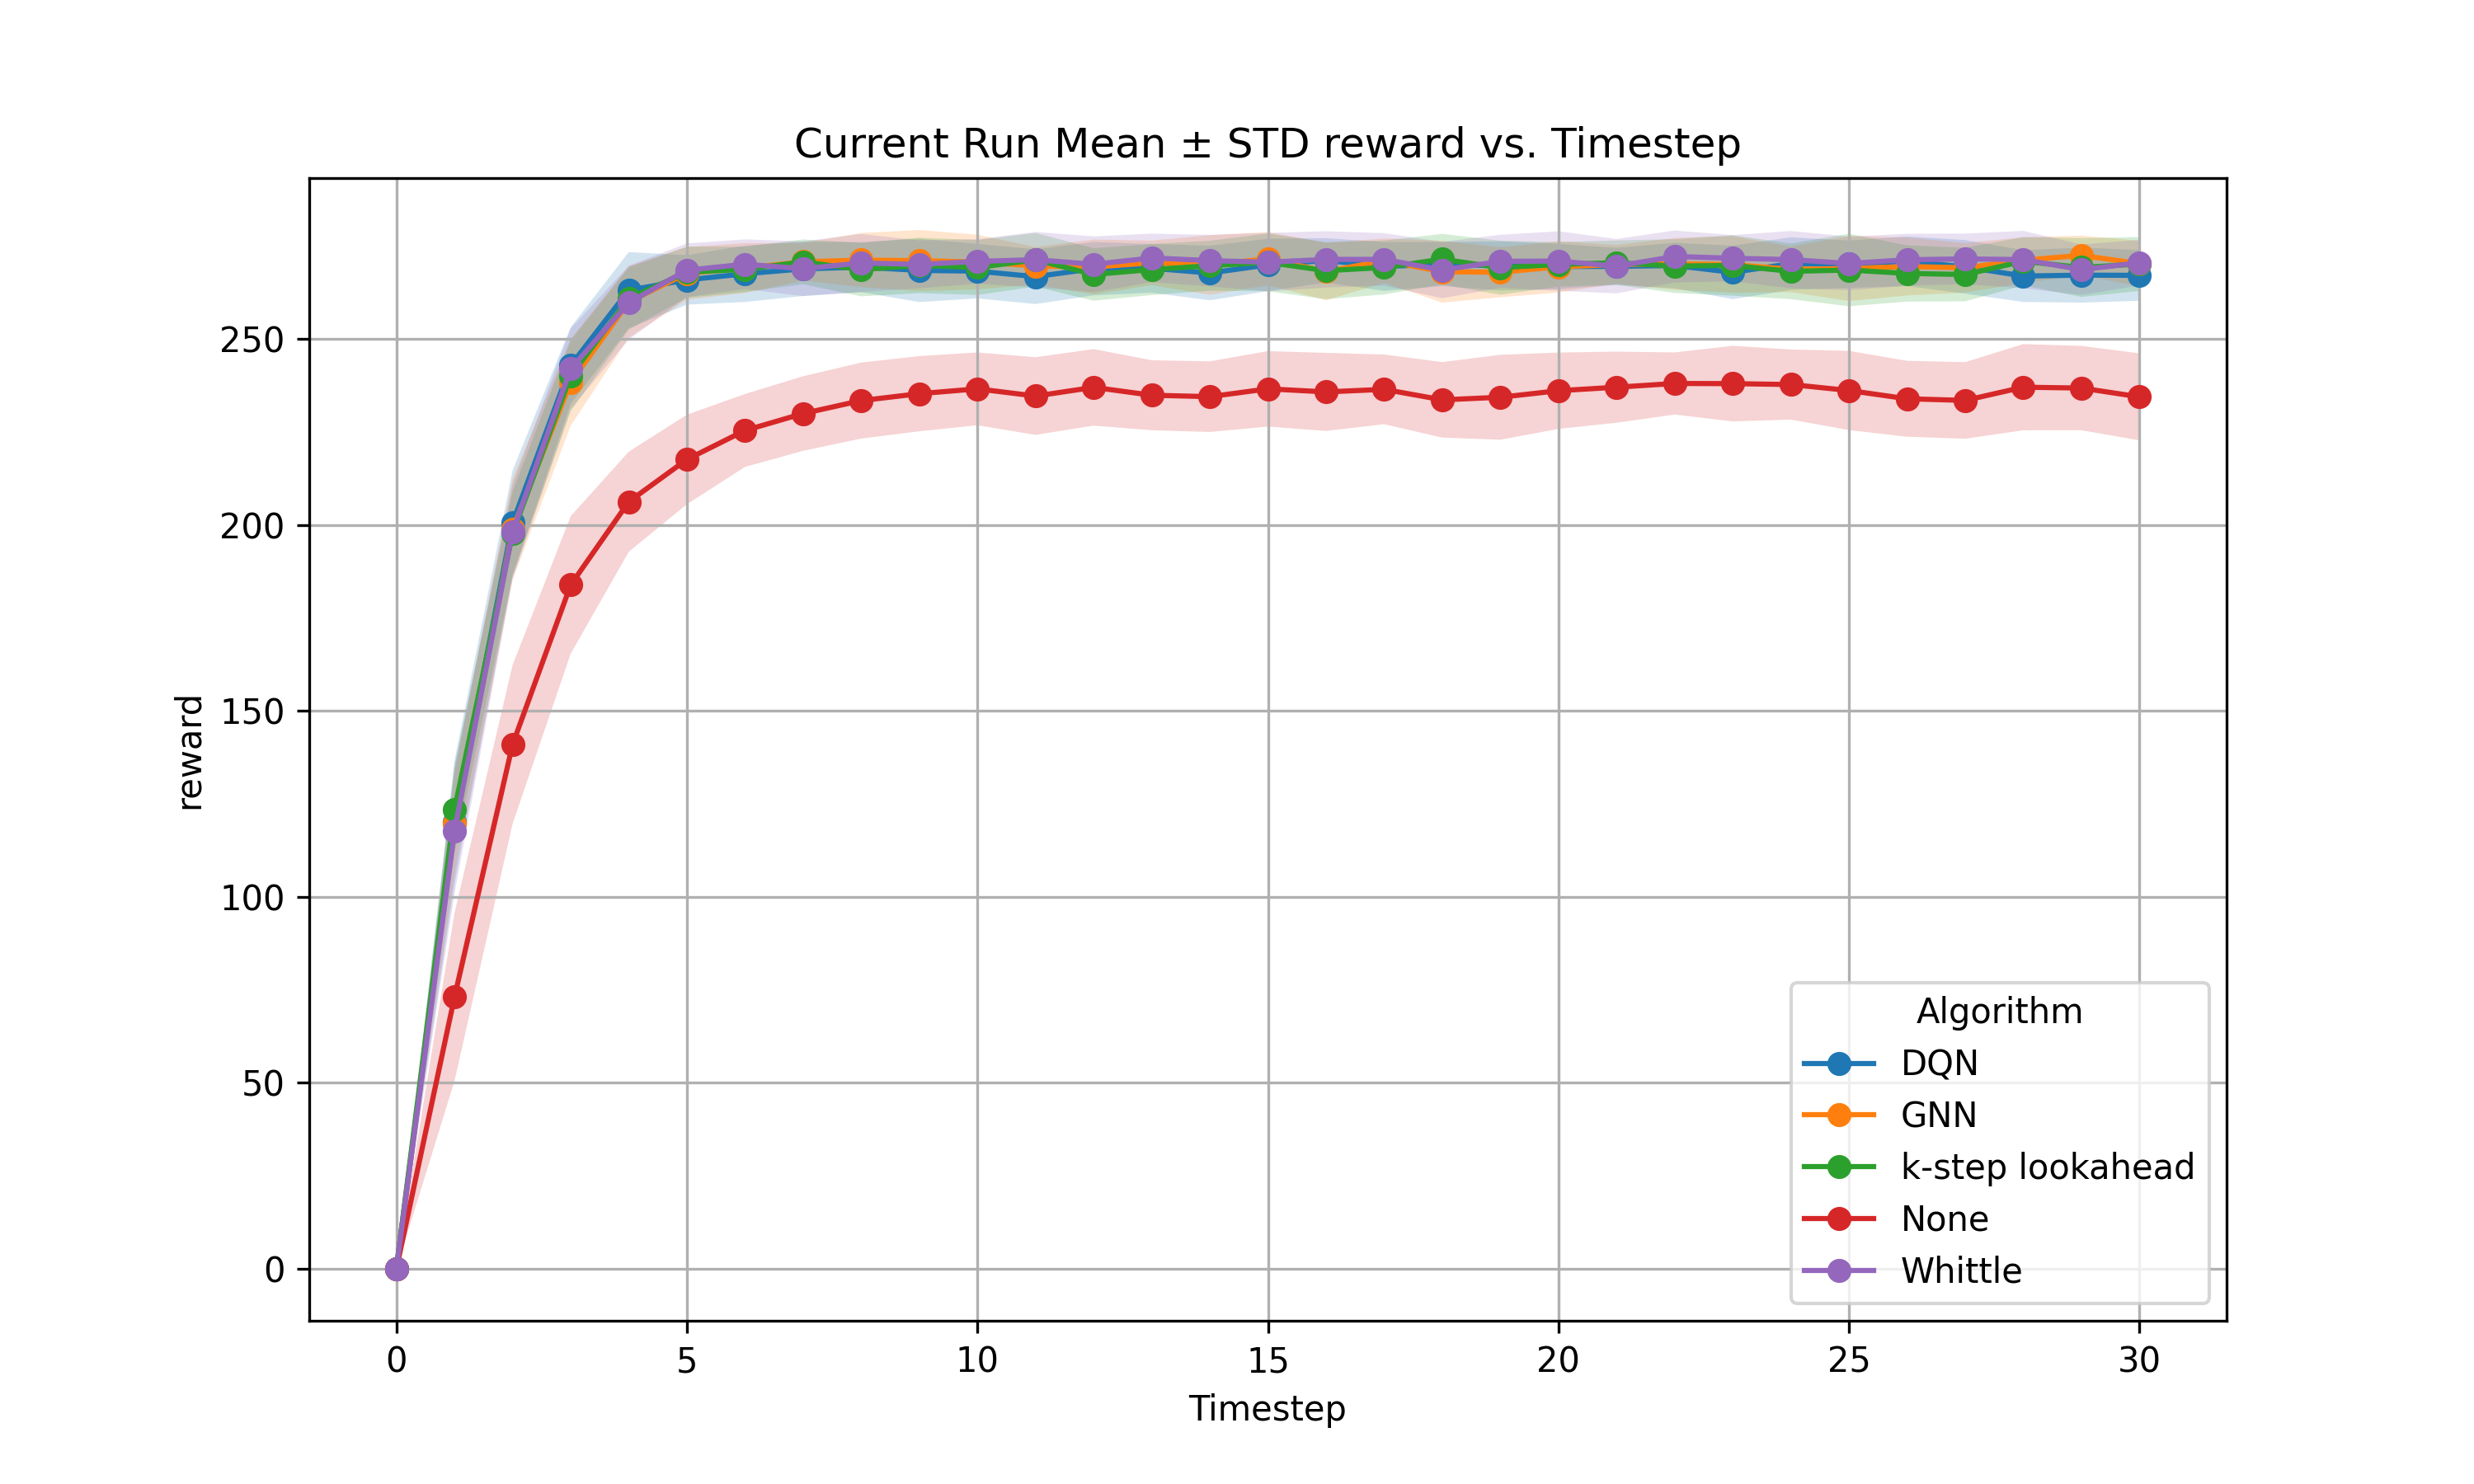 Current Run Mean ± STD reward vs. Timestep
reward
250
200
150
100
50
0
0 5 10 15 20 25 30
Timestep
Algorithm
DQN
GNN
k-step lookahead
None
Whittle